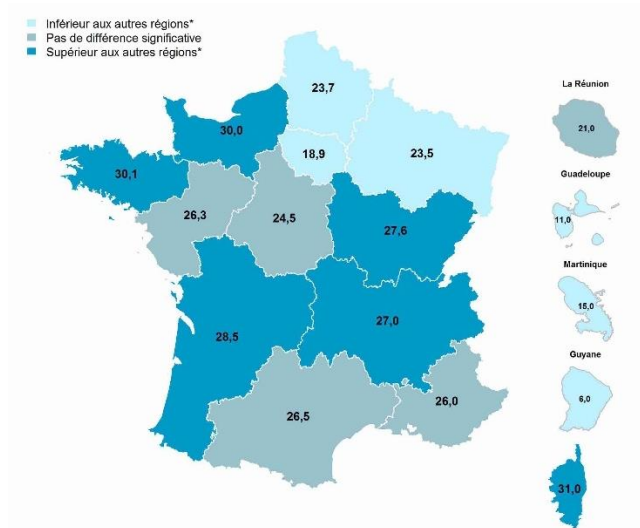 Inférieur aux autres régions*
Pas de différence significative
Supérieur aux autres régions*
23,7
La Réunion
30,0
21,0
18,9
23,5
30,1
Guadeloupe
26,3
24,5
11,0
27,6
Martinique
27,0
15,0
28,5
Guyane
26,0
6,0
26,5
31,0